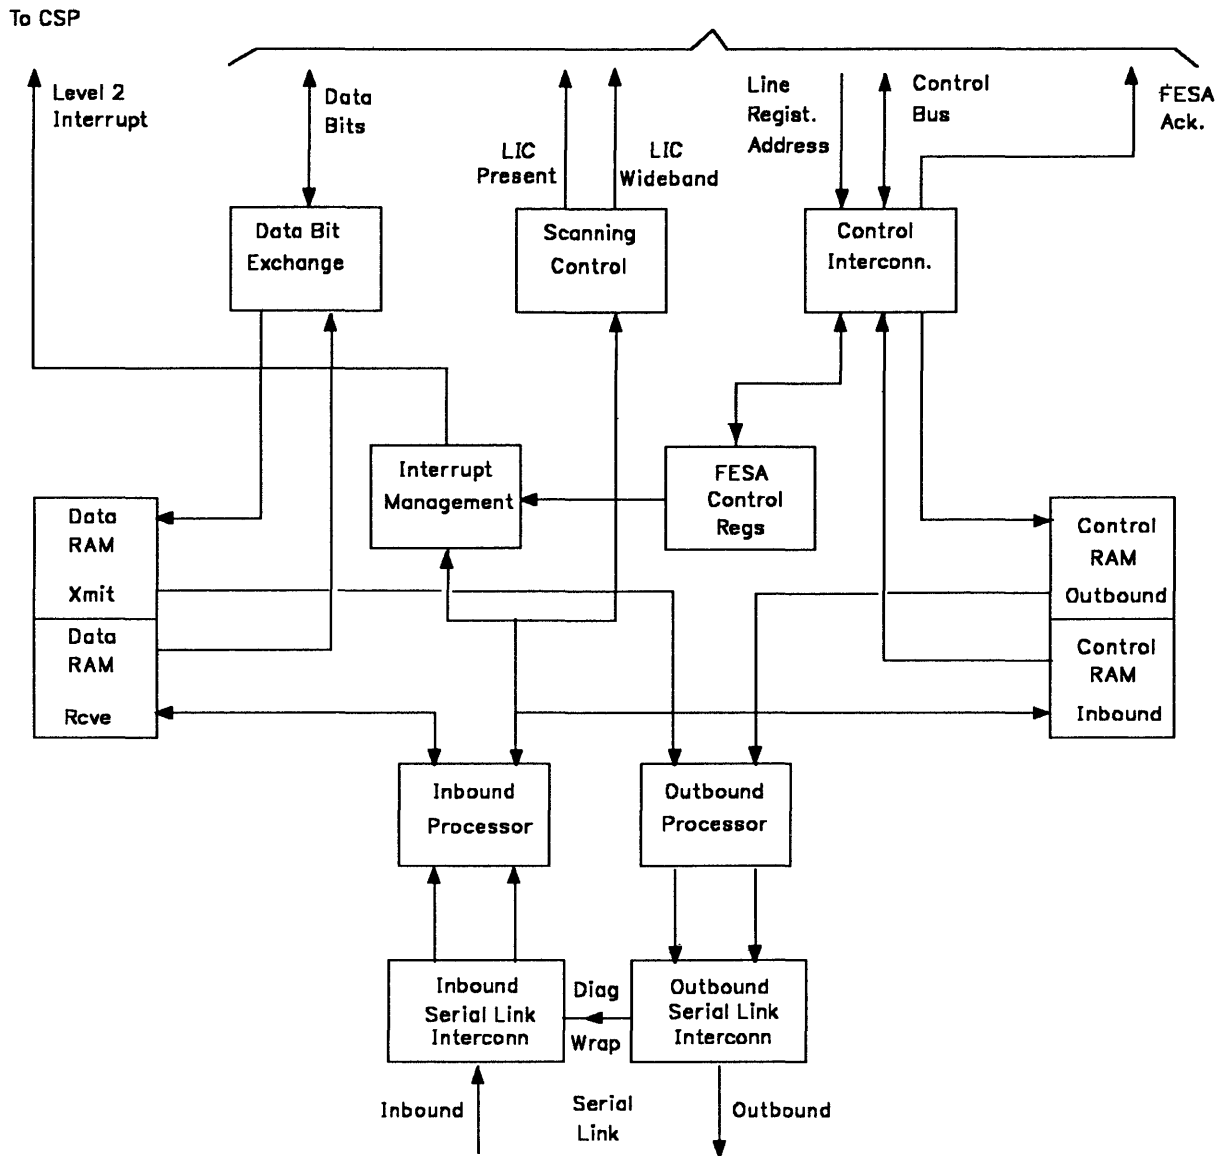 To CSP
Level 2
Interrupt
Data
Bits
LIC
Present
LIC
Wideband
Line
Regist.
Address
Control
Bus
FESA
Ack.
Data Bit
Exchange
Scanning
Control
Control
Interconn.
Interrupt
Management
FESA
Control
Regs
Data
RAM
Xmit
Data
RAM
Rcve
Control
RAM
Outbound
Control
RAM
Inbound
Inbound
Processor
Outbound
Processor
Inbound
Serial Link
Interconn
Diag
Wrap
Outbound
Serial Link
Interconn
Inbound
Serial
Link
Outbound